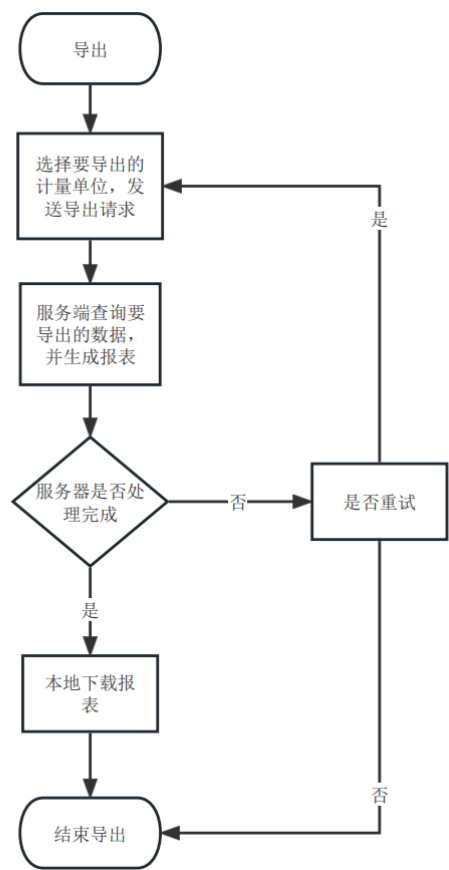 导出
选择要导出的
计量单位，发
送导出请求
是
服务端查询要
导出的数据，
并生成报表
服务器是否处
理完成
否
是否重试
是
本地下载报
表
否
结束导出